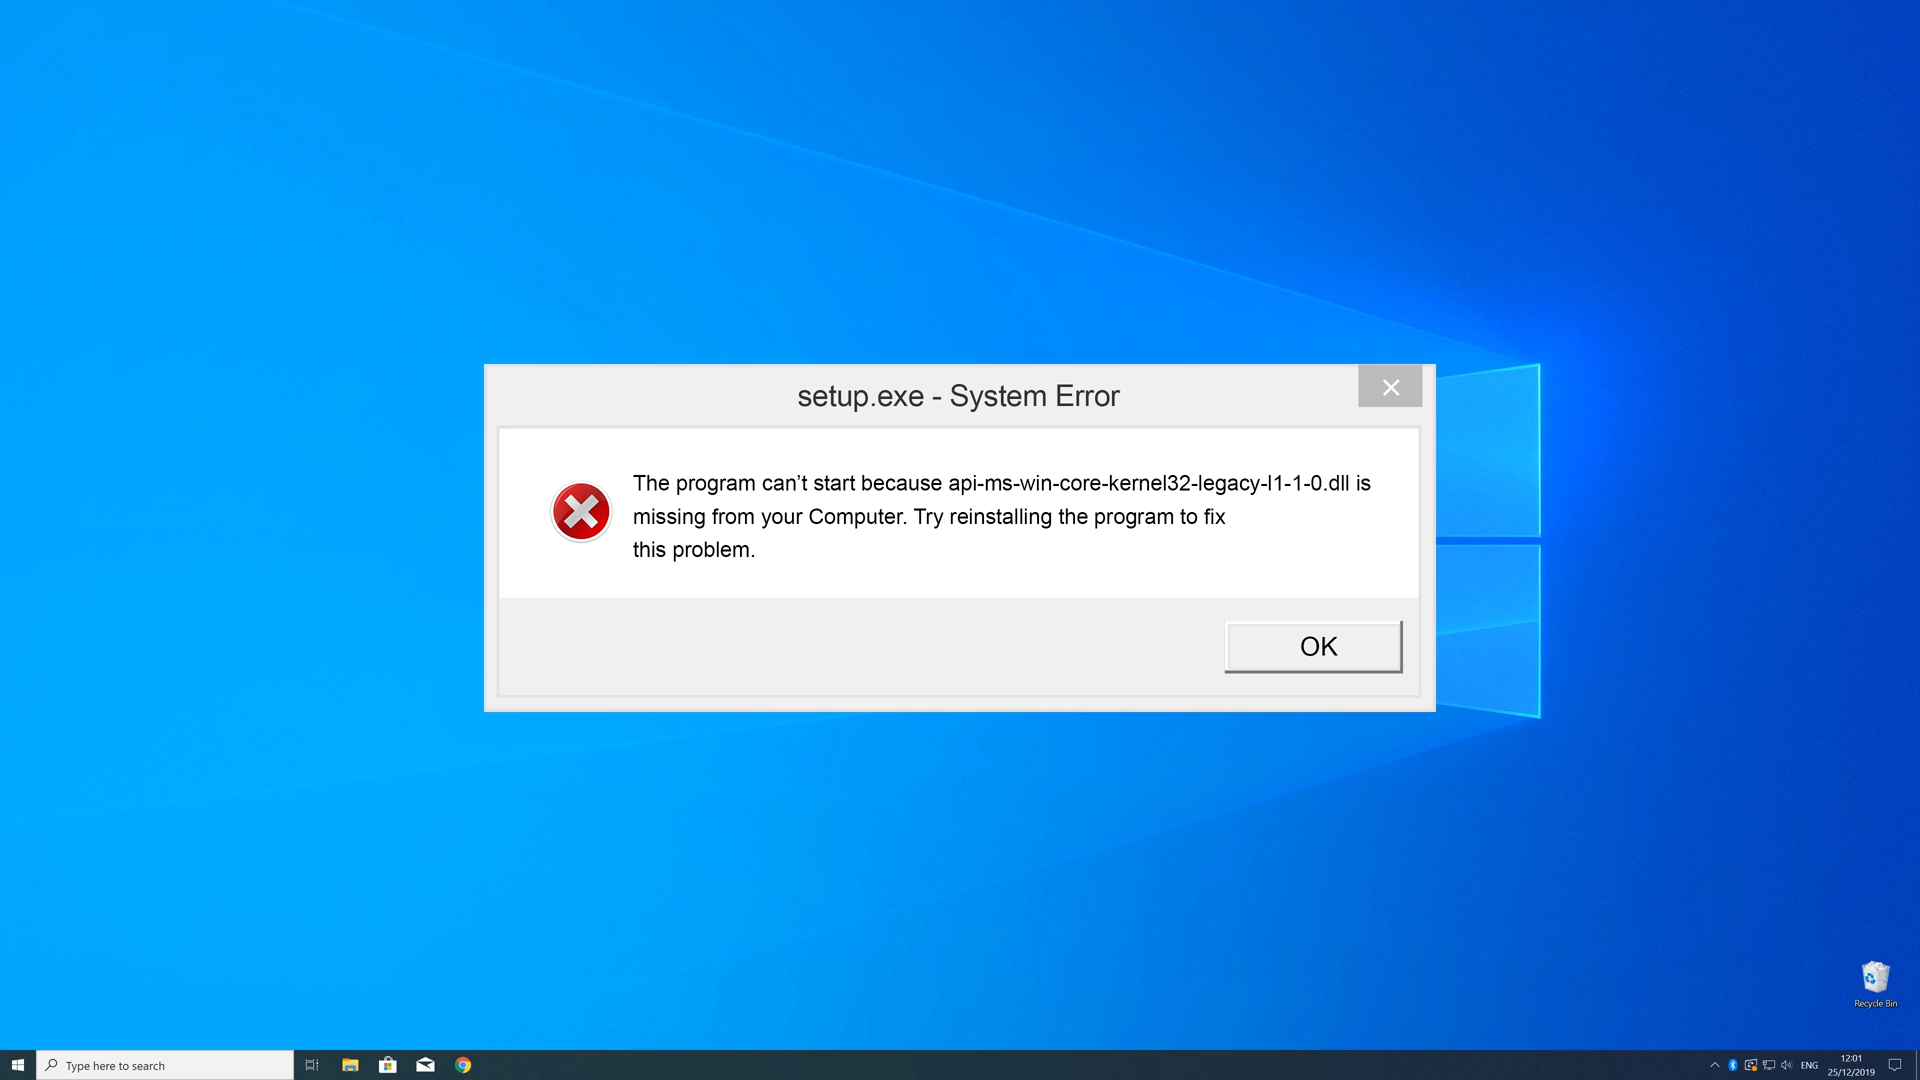 setup.exe - System Error
The program can’t start because api-ms-win-core-kernel32-legacy-l1-1-0.dll is
missing from your Computer. Try reinstalling the program to fix
this problem.
OK
Recycle Bin
Type here to search
ENG
12:01
25/12/2019